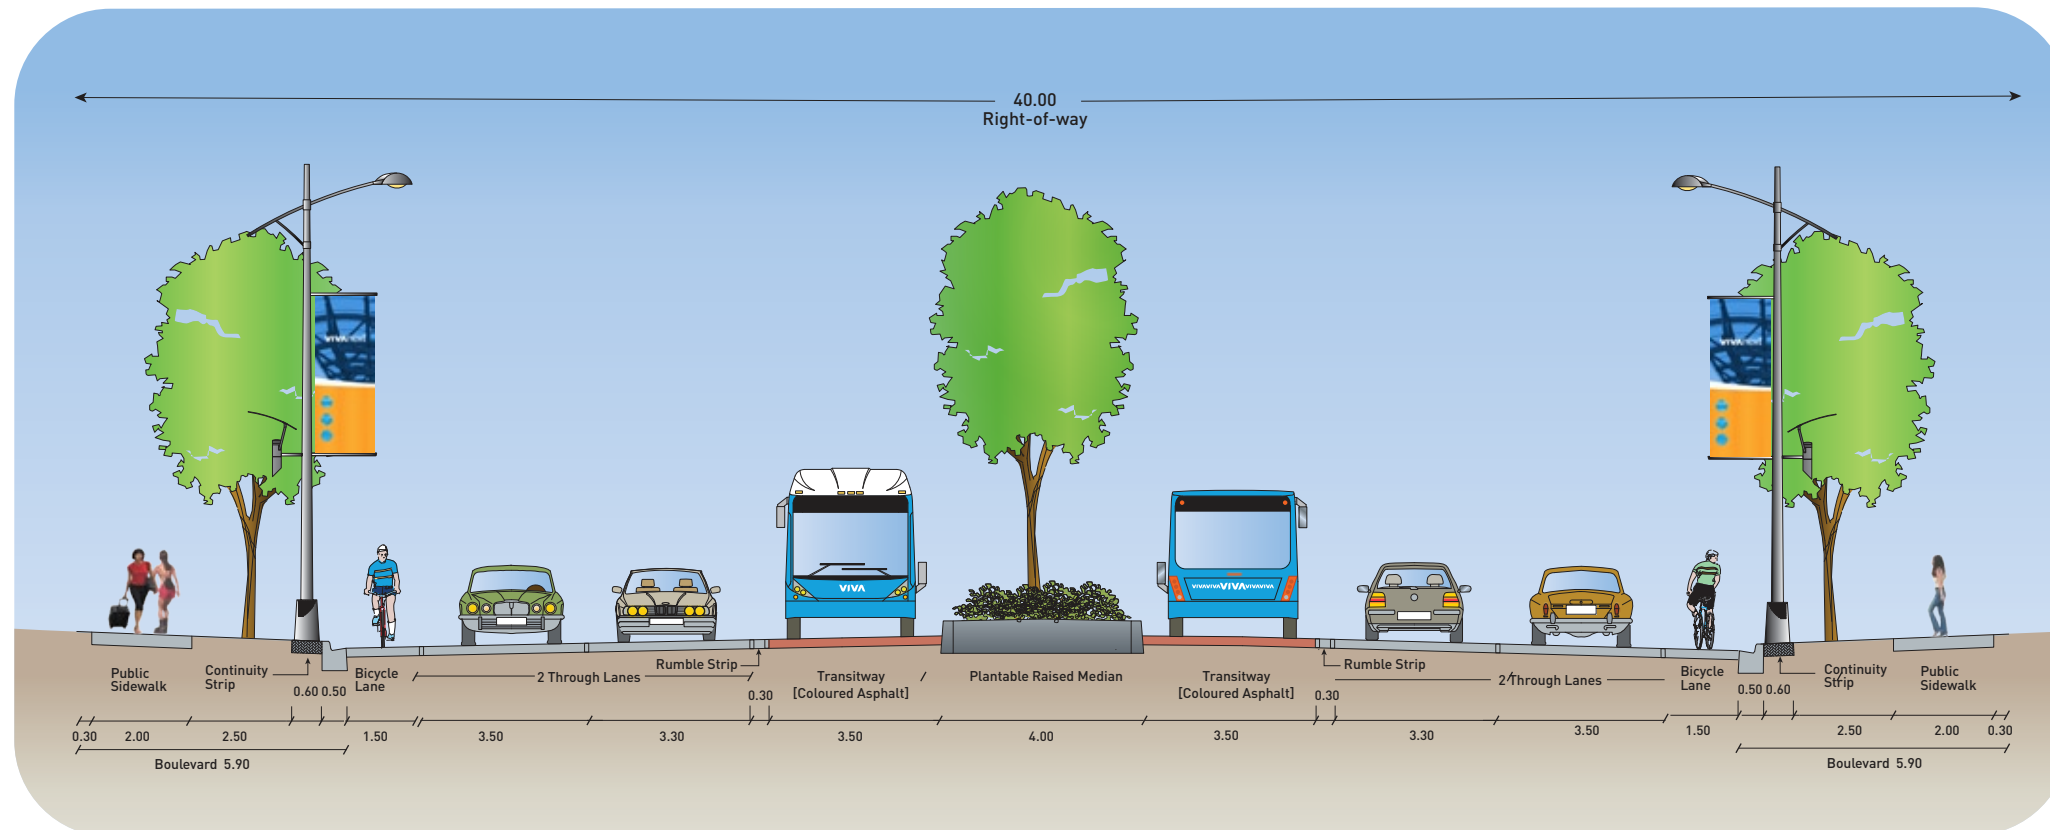 40.00
Right-of-way
VIVA
VIVA
VIVA
VIVAVIVAVIVAVIVAVIVA
Public
Sidewalk
Continuity
Strip
0.60 0.50
Bicycle
Lane
2 Through Lanes
Rumble Strip
0.30
Transitway
[Coloured Asphalt]
Plantable Raised Median
Transitway
[Coloured Asphalt]
0.30
Rumble Strip
2 Through Lanes
Bicycle
Lane
0.50 0.60
Continuity
Strip
Public
Sidewalk
0.30 2.00 2.50 1.50 3.50 3.30 3.50 4.00 3.50 3.30 3.50 1.50 2.50 2.00 0.30
Boulevard 5.90
Boulevard 5.90